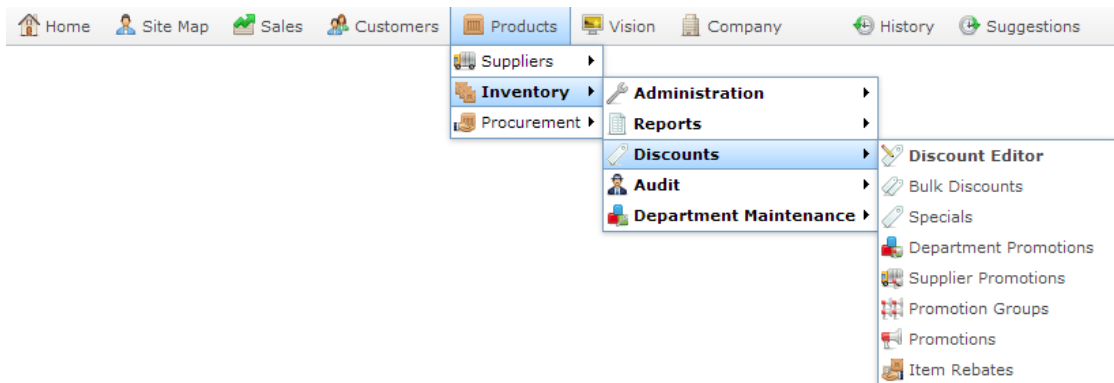 Home Site Map Sales Customers Products Vision Company History Suggestions
Suppliers
Inventory
Procurement
Administration
Reports
Discounts
Audit
Department Maintenance
Discount Editor
Bulk Discounts
Specials
Department Promotions
Supplier Promotions
Promotion Groups
Promotions
Item Rebates